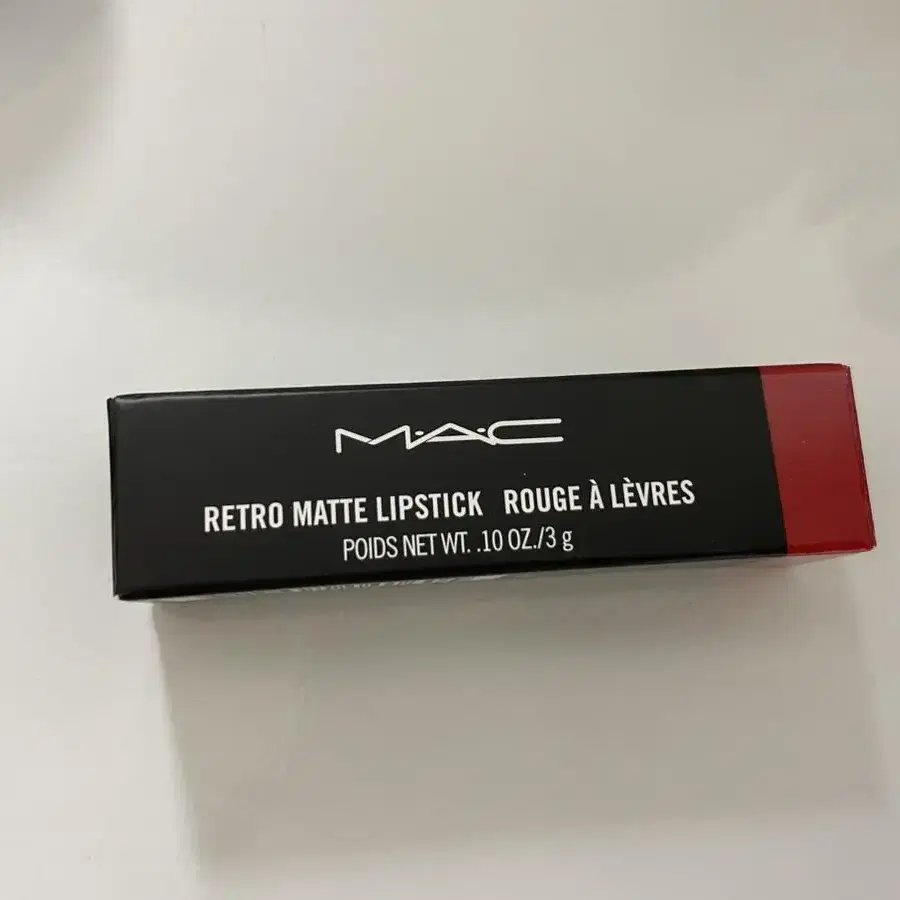 M·A·C
RETRO MATTE LIPSTICK ROUGE À LÈVRES
POIDS NET WT. .10 OZ./3 g